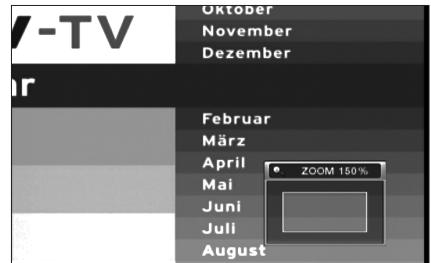 -TV
Oktober
November
Dezember
Februar
März
April
Mai
Juni
Juli
August
ZOOM 150%